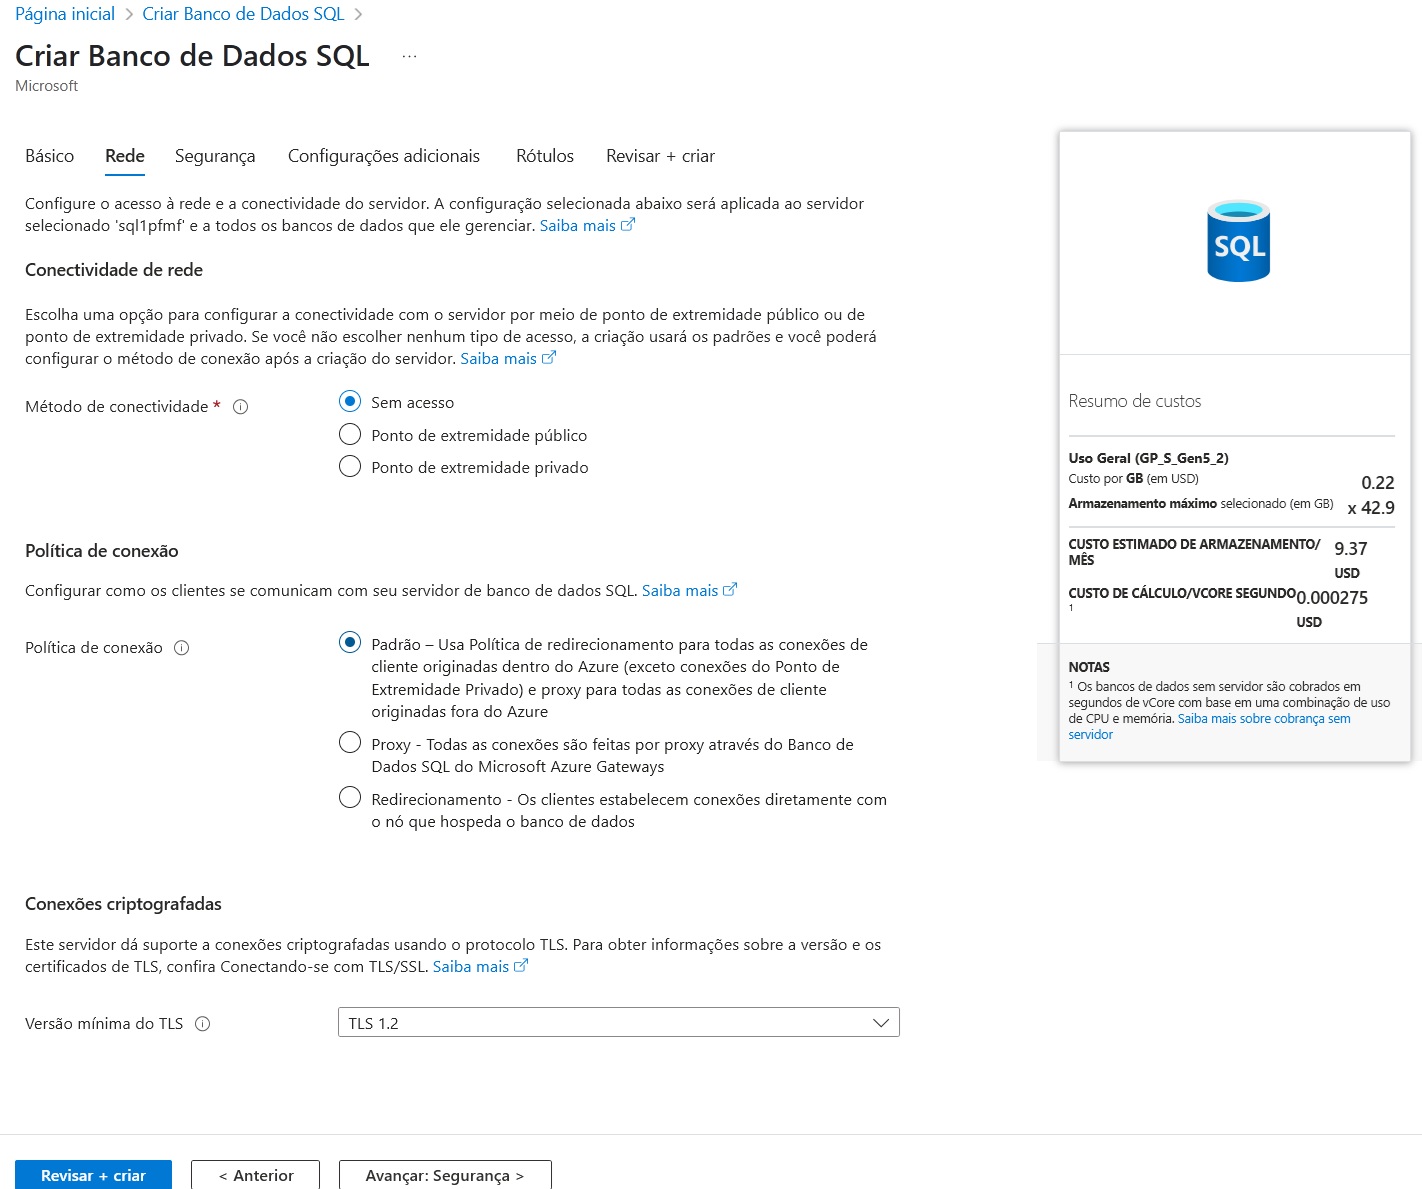 Página inicial > Criar Banco de Dados SQL >
Criar Banco de Dados SQL ...
Microsoft
Básico Rede Segurança Configurações adicionais Rótulos Revisar + criar
Configure o acesso à rede e a conectividade do servidor. A configuração selecionada abaixo será aplicada ao servidor
selecionado 'sql1pfmf' e a todos os bancos de dados que ele gerenciar. Saiba mais
Conectividade de rede
Escolha uma opção para configurar a conectividade com o servidor por meio de ponto de extremidade público ou de
ponto de extremidade privado. Se você não escolher nenhum tipo de acesso, a criação usará os padrões e você poderá
configurar o método de conexão após a criação do servidor. Saiba mais
Método de conectividade *
Sem acesso
Ponto de extremidade público
Ponto de extremidade privado
Política de conexão
Configurar como os clientes se comunicam com seu servidor de banco de dados SQL. Saiba mais
Política de conexão
Padrão – Usa Política de redirecionamento para todas as conexões de
cliente originadas dentro do Azure (exceto conexões do Ponto de
Extremidade Privado) e proxy para todas as conexões de cliente
originadas fora do Azure
Proxy - Todas as conexões são feitas por proxy através do Banco de
Dados SQL do Microsoft Azure Gateways
Redirecionamento - Os clientes estabelecem conexões diretamente com
o nó que hospeda o banco de dados
Conexões criptografadas
Este servidor dá suporte a conexões criptografadas usando o protocolo TLS. Para obter informações sobre a versão e os
certificados de TLS, confira Conectando-se com TLS/SSL. Saiba mais
Versão mínima do TLS
TLS 1.2
Revisar + criar
< Anterior
Avançar: Segurança >
SQL
Resumo de custos
Uso Geral (GP_S_Gen5_2)
Custo por GB (em USD) 0.22
Armazenamento máximo selecionado (em GB) x 42.9
CUSTO ESTIMADO DE ARMAZENAMENTO/ 9.37
MÊS USD
CUSTO DE CÁLCULO/VCORE SEGUNDO 0.000275
1 USD
NOTAS
1 Os bancos de dados sem servidor são cobrados em
segundos de vCore com base em uma combinação de uso
de CPU e memória. Saiba mais sobre cobrança sem
servidor